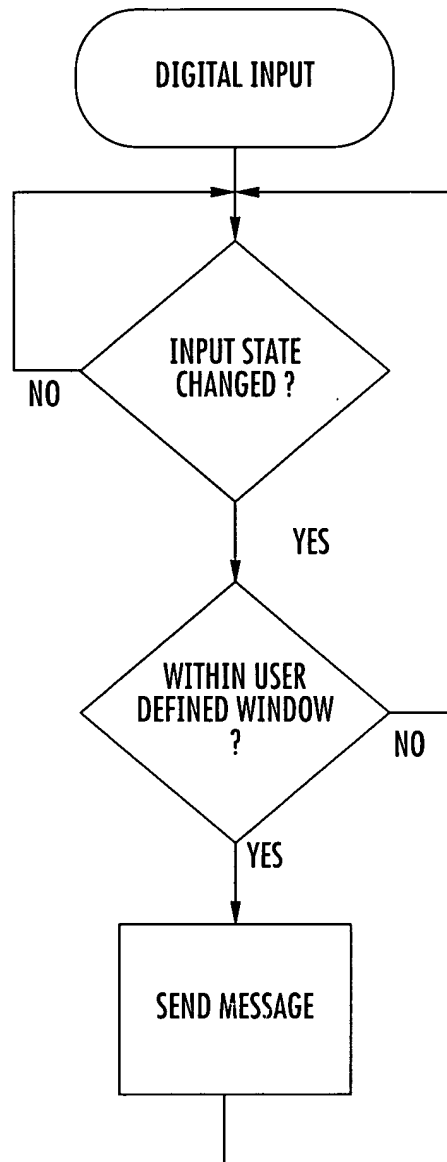 DIGITAL INPUT
INPUT STATE
CHANGED ?
NO
YES
WITHIN USER
DEFINED WINDOW
?
NO
YES
SEND MESSAGE